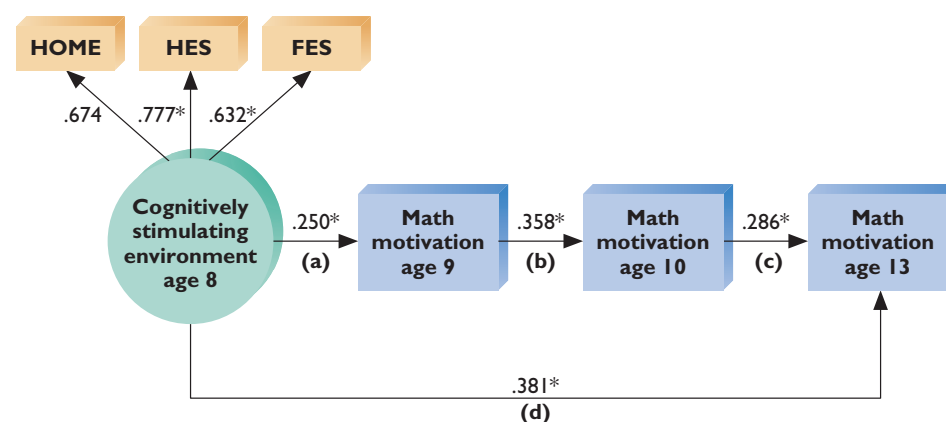 HOME
HES
FES
.674
.777*
.632*
Cognitively
stimulating
environment
age 8
.250*
(a)
Math
motivation
age 9
.358*
(b)
Math
motivation
age 10
.286*
(c)
Math
motivation
age 13
.381*
(d)